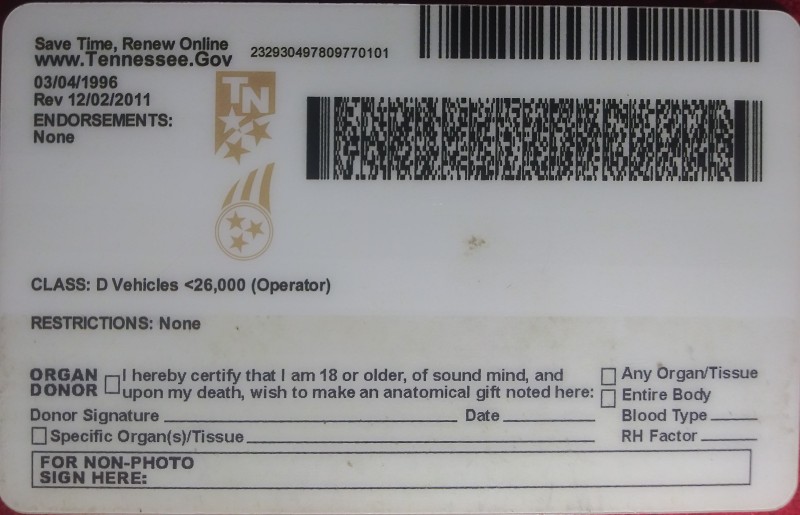 Save Time, Renew Online
www.Tennessee.Gov
232930497809770101
03/04/1996
Rev 12/02/2011
ENDORSEMENTS:
None
TN
CLASS: D Vehicles <26,000 (Operator)
RESTRICTIONS: None
ORGAN DONOR
I hereby certify that I am 18 or older, of sound mind, and
upon my death, wish to make an anatomical gift noted here:
Any Organ/Tissue
Entire Body
Donor Signature Date Blood Type
Specific Organ(s)/Tissue RH Factor
FOR NON-PHOTO
SIGN HERE: